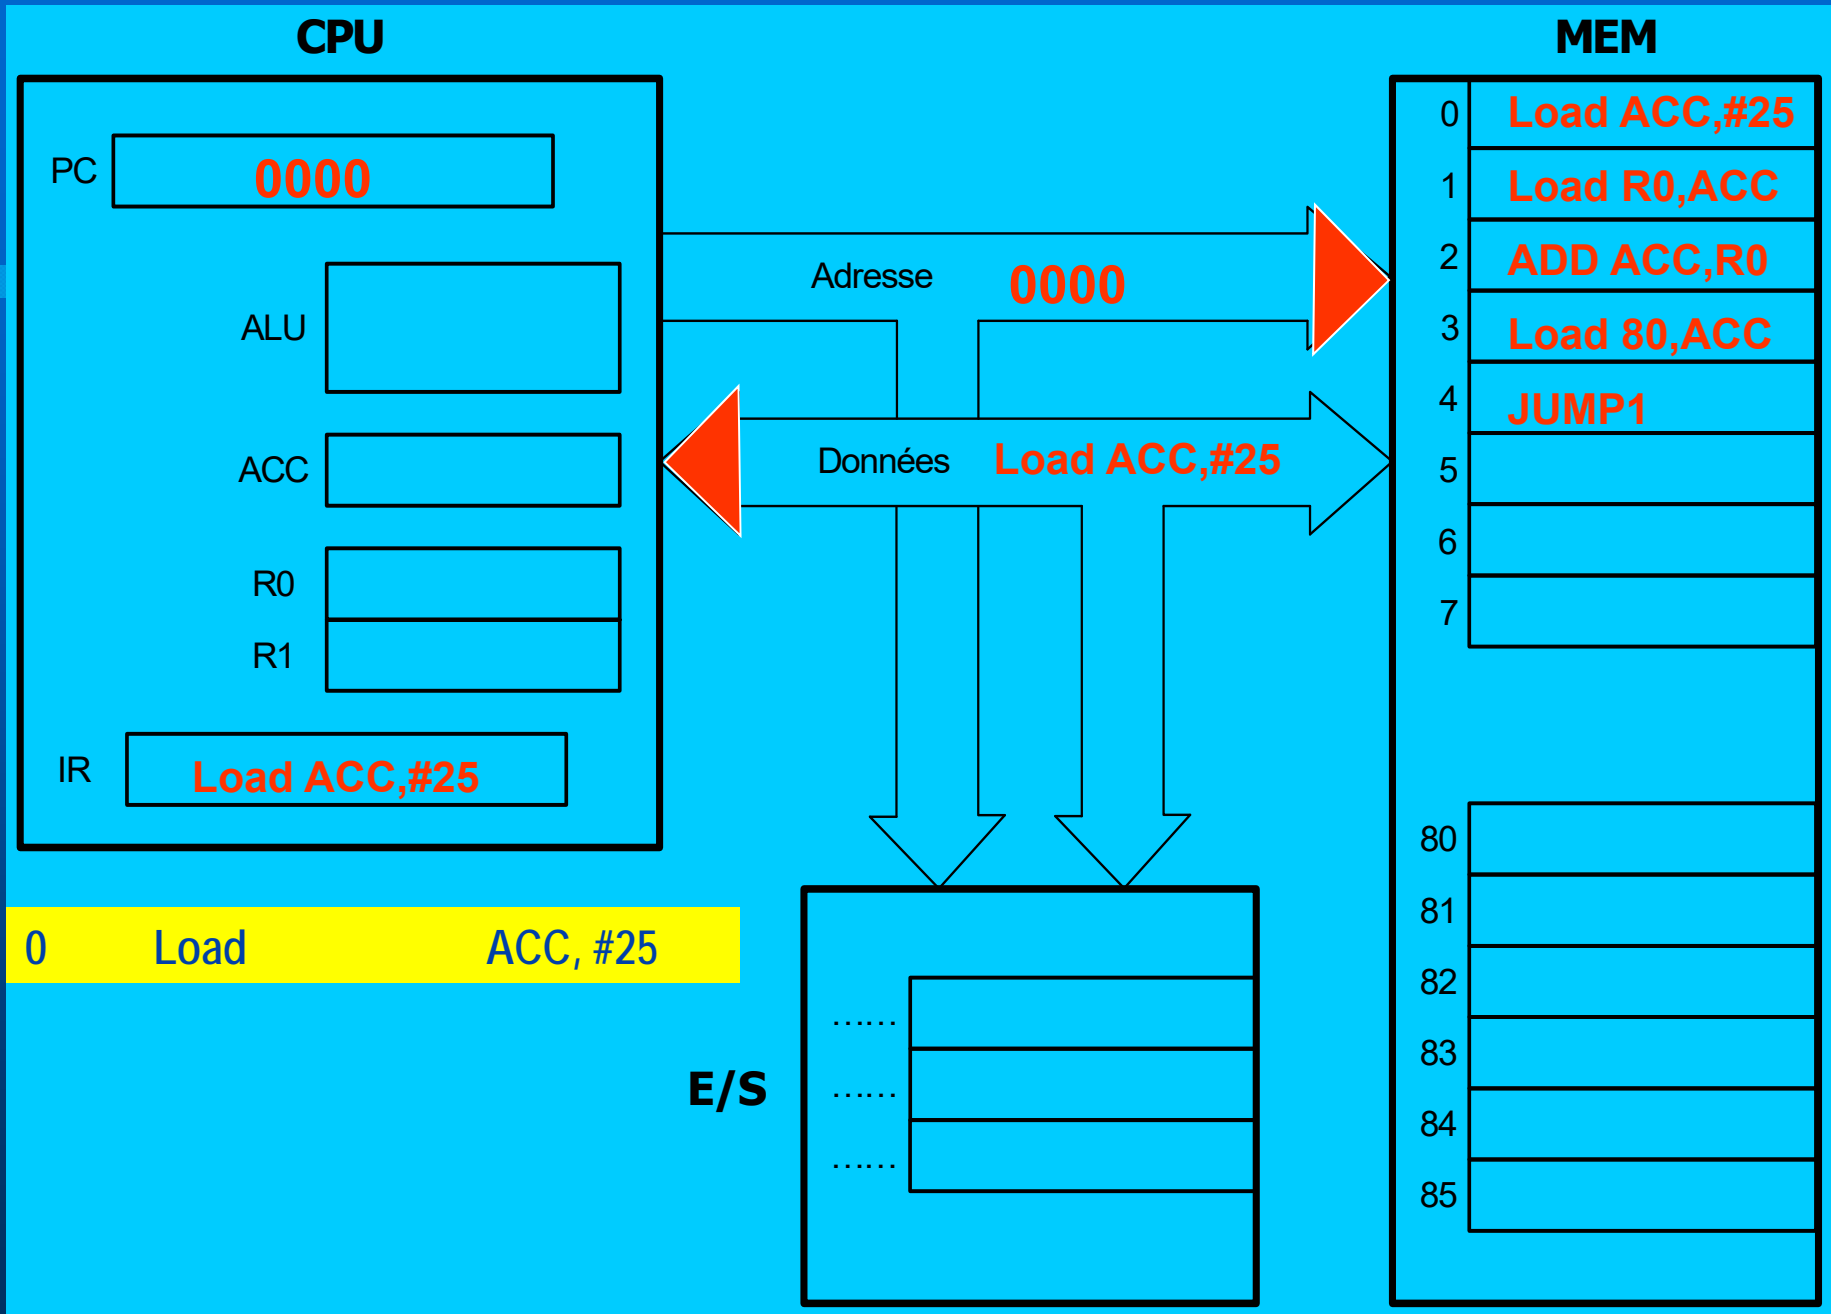 CPU
MEM
PC 0000
ALU
ACC
R0
R1
IR Load ACC,#25
Adresse 0000
Données Load ACC,#25
0 Load ACC,#25
1 Load R0,ACC
2 ADD ACC,R0
3 Load 80,ACC
4 JUMP1
5
6
7
80
81
82
83
84
85
0 Load ACC, #25
E/S
......
......
......